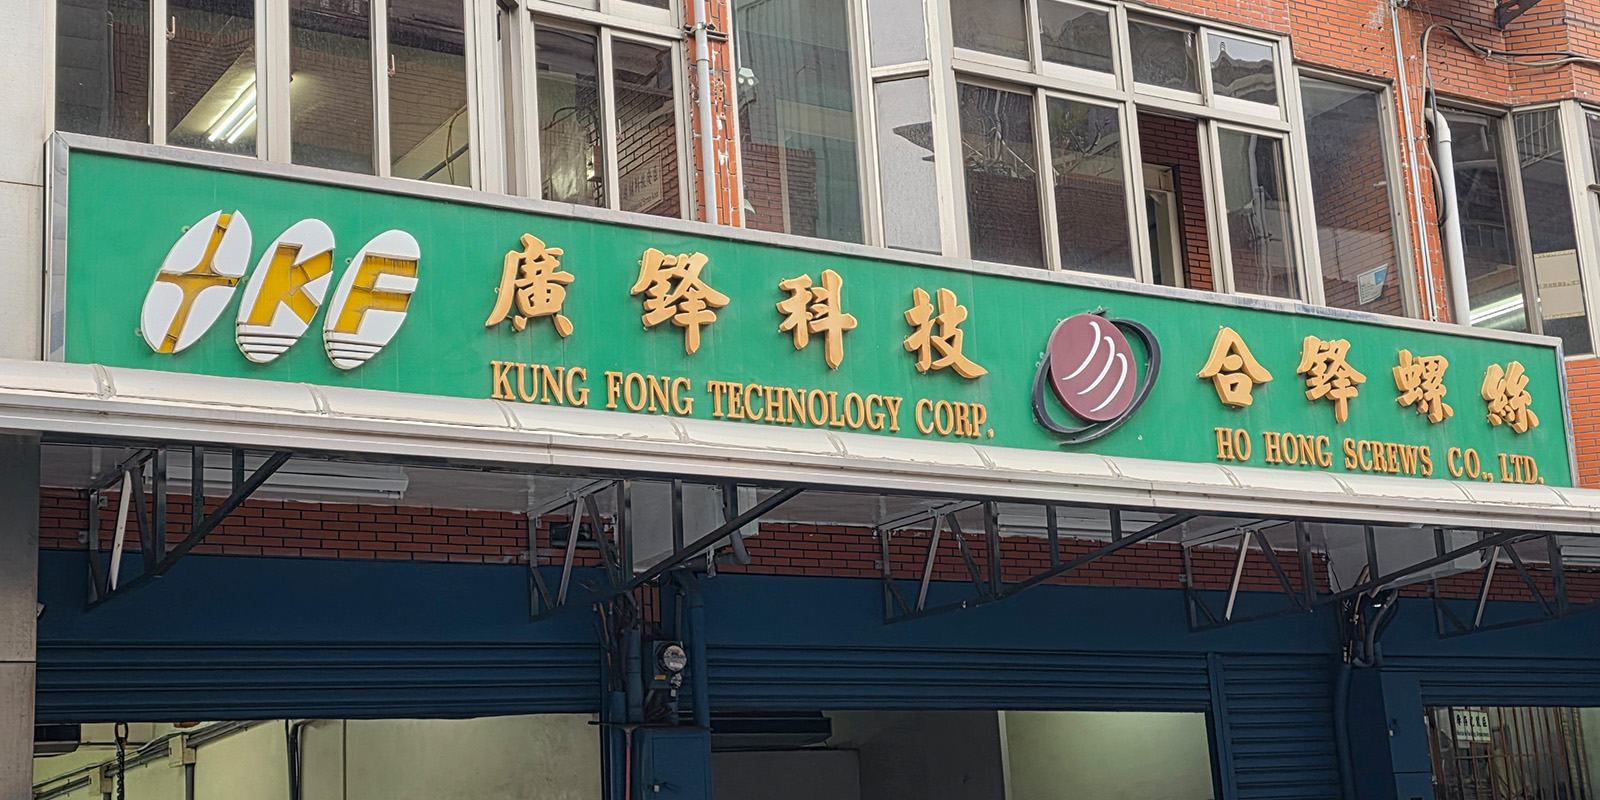 KF
廣鋒科技
KUNG FONG TECHNOLOGY CORP.
合鋒螺絲
HO HONG SCREWS CO., LTD.